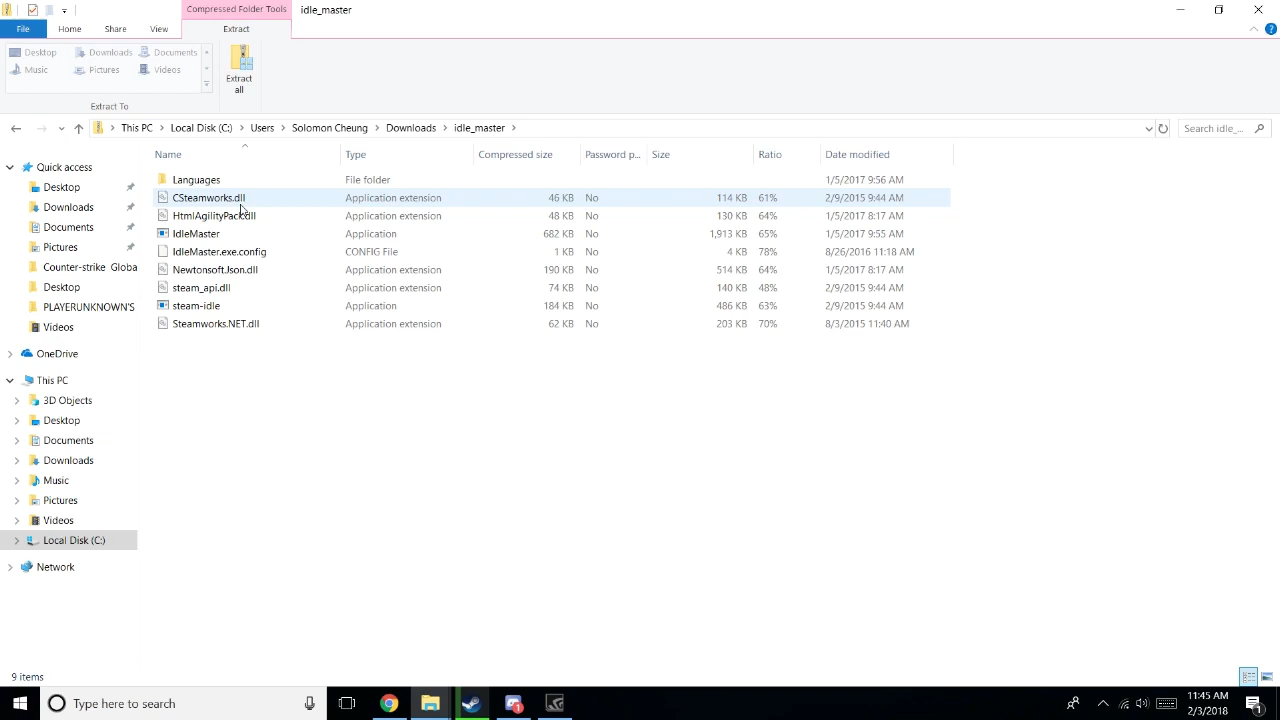 Compressed Folder Tools
idle_master
File
Home
Share
View
Extract
Desktop
Downloads
Documents
Music
Pictures
Videos
Extract To
Extract all
This PC
Local Disk (C:)
Users
Solomon Cheung
Downloads
idle_master
Search idle_...
Name Type Compressed size Password p... Size Ratio Date modified
Languages File folder 1/5/2017 9:56 AM
CSteamworks.dll Application extension 46 KB No 114 KB 61% 2/9/2015 9:44 AM
HtmlAgilityPack.dll Application extension 48 KB No 130 KB 64% 1/5/2017 8:17 AM
IdleMaster Application 682 KB No 1,913 KB 65% 1/5/2017 9:55 AM
IdleMaster.exe.config CONFIG File 1 KB No 4 KB 78% 8/26/2016 11:18 AM
Newtonsoft.Json.dll Application extension 190 KB No 514 KB 64% 1/5/2017 8:17 AM
steam_api.dll Application extension 74 KB No 140 KB 48% 2/9/2015 9:44 AM
steam-idle Application 184 KB No 486 KB 63% 2/9/2015 9:44 AM
Steamworks.NET.dll Application extension 62 KB No 203 KB 70% 8/3/2015 11:40 AM
Quick access
Desktop
Downloads
Documents
Pictures
Counter-strike Globa
Desktop
PLAYERUNKNOWN'S
Videos
OneDrive
This PC
3D Objects
Desktop
Documents
Downloads
Music
Pictures
Videos
Local Disk (C:)
Network
9 items
Type here to search
11:45 AM
2/3/2018